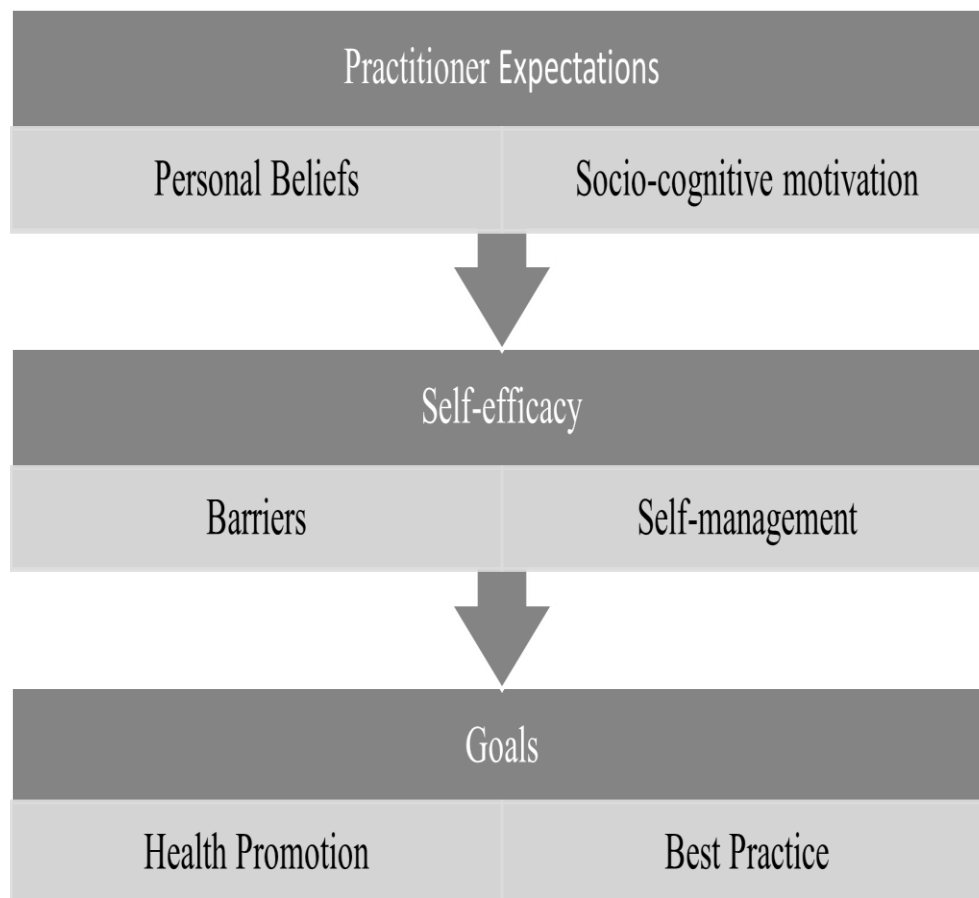 Practitioner Expectations
Personal Beliefs
Socio-cognitive motivation
Self-efficacy
Barriers
Self-management
Goals
Health Promotion
Best Practice